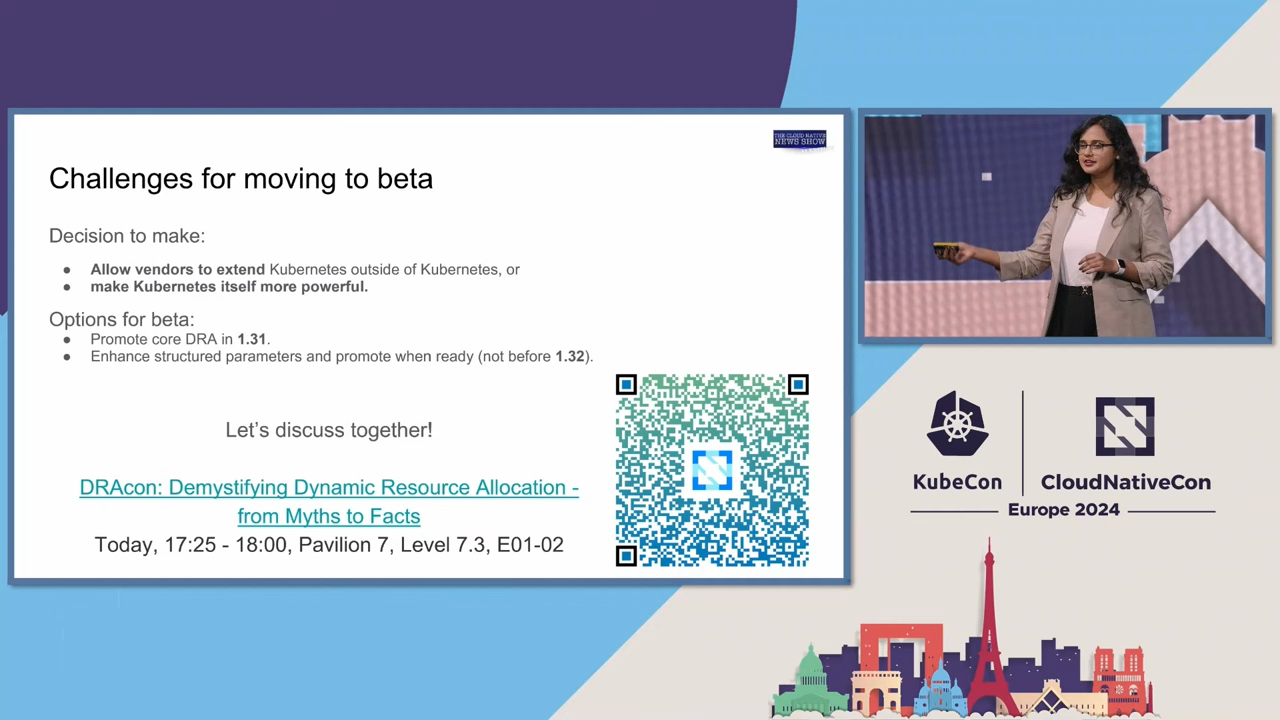 THE CLOUD NATIVE
NEWS SHOW
Challenges for moving to beta
Decision to make:
● Allow vendors to extend Kubernetes outside of Kubernetes, or
● make Kubernetes itself more powerful.
Options for beta:
● Promote core DRA in 1.31.
● Enhance structured parameters and promote when ready (not before 1.32).
Let’s discuss together!
DRAcon: Demystifying Dynamic Resource Allocation -
from Myths to Facts
Today, 17:25 - 18:00, Pavilion 7, Level 7.3, E01-02
KubeCon
CloudNativeCon
Europe 2024